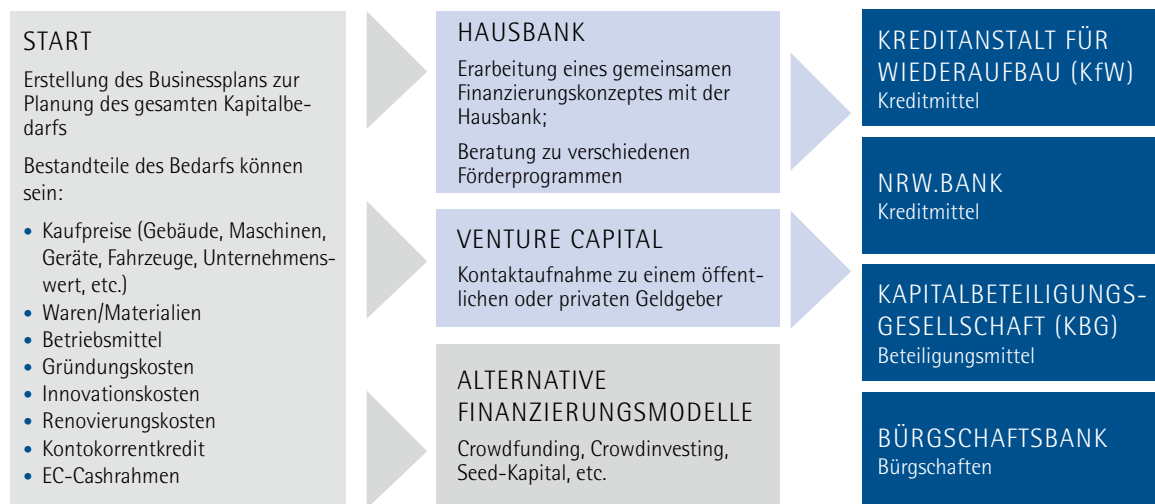 START
Erstellung des Businessplans zur
Planung des gesamten Kapitalbe-
darfs
Bestandteile des Bedarfs können
sein:
• Kaufpreise (Gebäude, Maschinen,
Geräte, Fahrzeuge, Unternehmens-
wert, etc.)
• Waren/Materialien
• Betriebsmittel
• Gründungskosten
• Innovationskosten
• Renovierungskosten
• Kontokorrentkredit
• EC-Cashrahmen
HAUSBANK
Erarbeitung eines gemeinsamen
Finanzierungskonzeptes mit der
Hausbank;
Beratung zu verschiedenen
Förderprogrammen
VENTURE CAPITAL
Kontaktaufnahme zu einem öffent-
lichen oder privaten Geldgeber
ALTERNATIVE
FINANZIERUNGSMODELLE
Crowdfunding, Crowdinvesting,
Seed-Kapital, etc.
KREDITANSTALT FÜR
WIEDERAUFBAU (KfW)
Kreditmittel
NRW.BANK
Kreditmittel
KAPITALBETEILIGUNGS-
GESELLSCHAFT (KBG)
Beteiligungsmittel
BÜRGSCHAFTSBANK
Bürgschaften